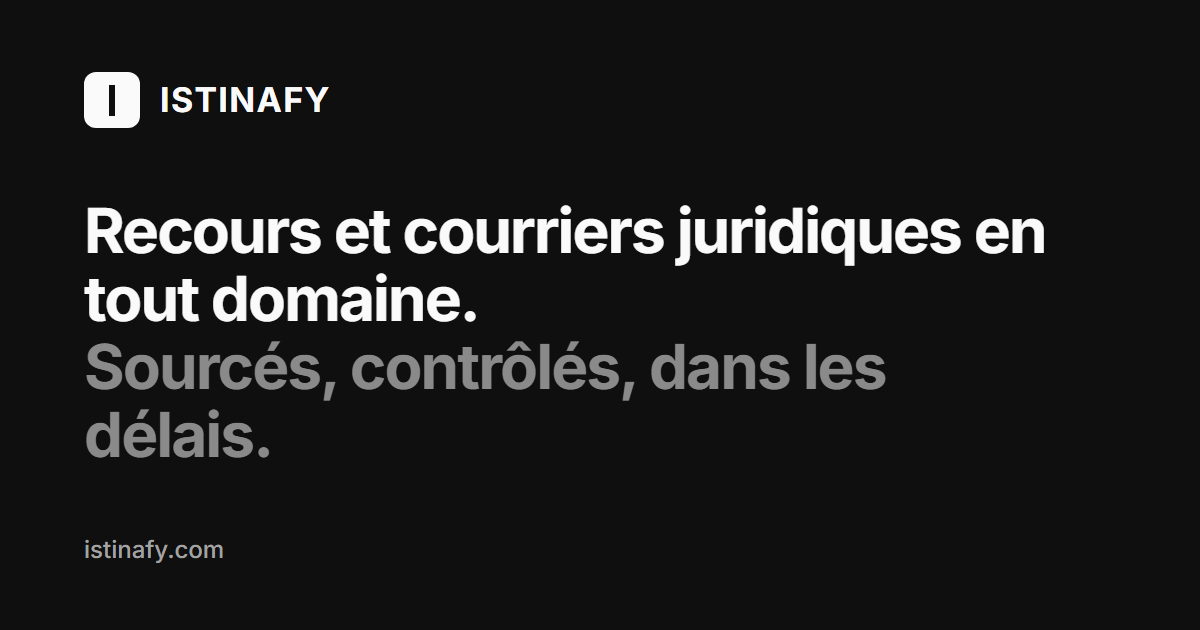 I ISTINAFY
Recours et courriers juridiques en
tout domaine.
Sourcés, contrôlés, dans les
délais.
istinafy.com